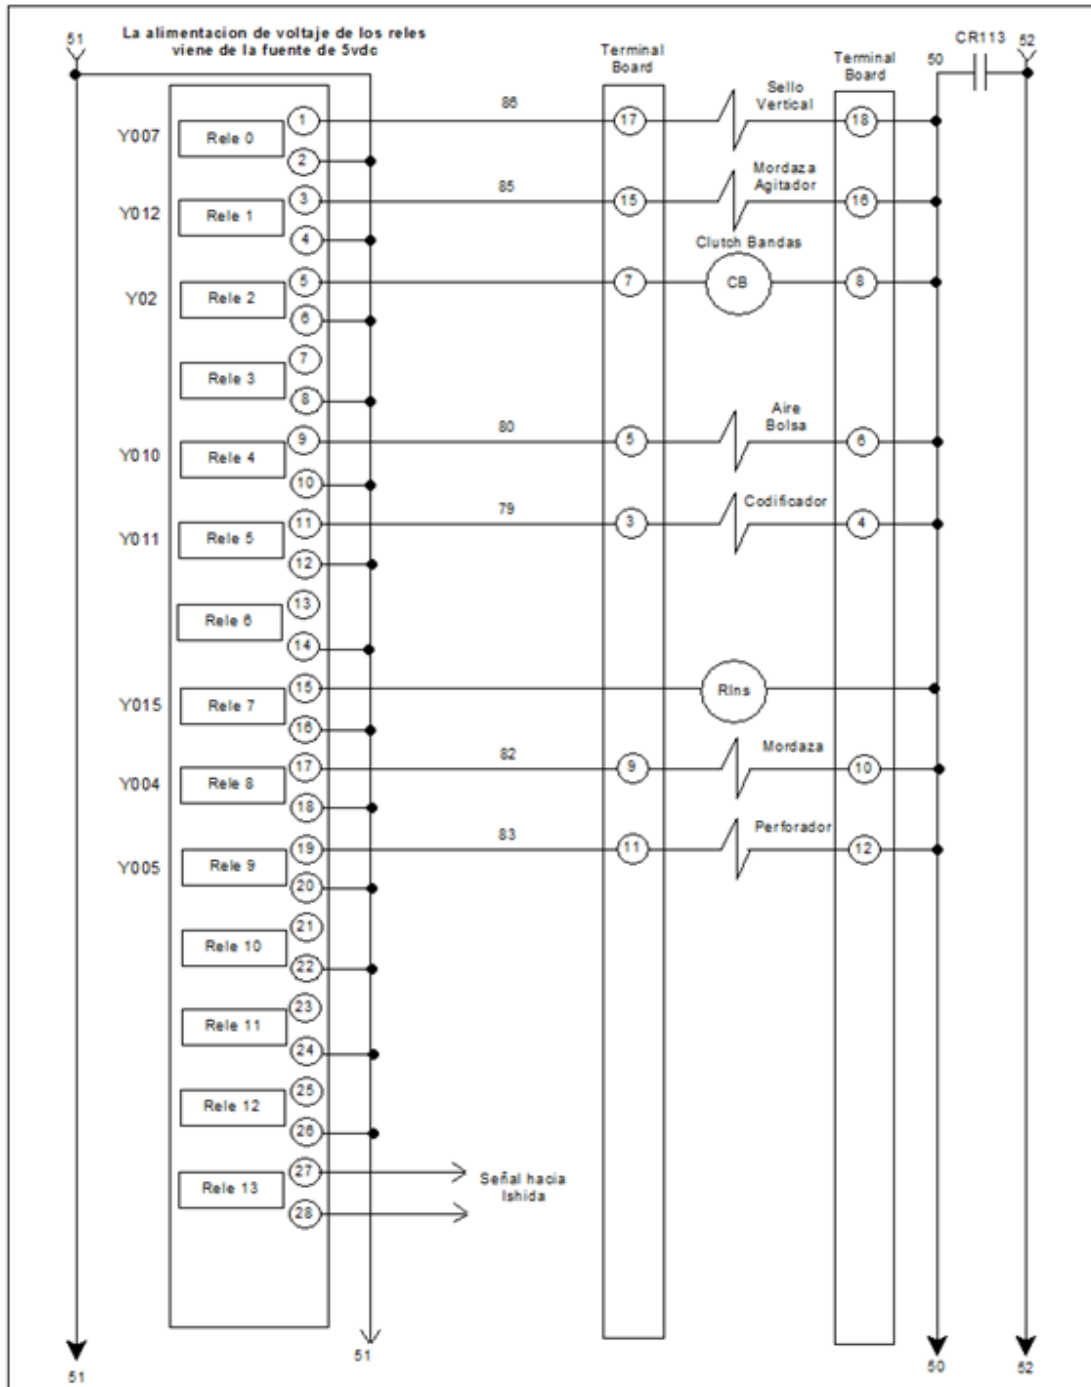 La alimentacion de voltaje de los reles
viene de la fuente de 5vdc
51
Terminal
Board
Terminal
Board
50
CR113
52
Y007
Rele 0
1
2
86
17
Sello
Vertical
18
Y012
Rele 1
3
4
85
15
Mordaza
Agitador
16
Y02
Rele 2
5
6
7
Clutch Bandas
CB
8
Rele 3
7
8
Y010
Rele 4
9
10
80
5
Aire
Bolsa
6
Y011
Rele 5
11
12
79
3
Codificador
4
Rele 6
13
14
Y015
Rele 7
15
16
RIns
Y004
Rele 8
17
18
82
9
Mordaza
10
Y005
Rele 9
19
20
83
11
Perforador
12
Rele 10
21
22
Rele 11
23
24
Rele 12
25
26
Rele 13
27
28
Señal hacia
Ishida
51
51
50
52